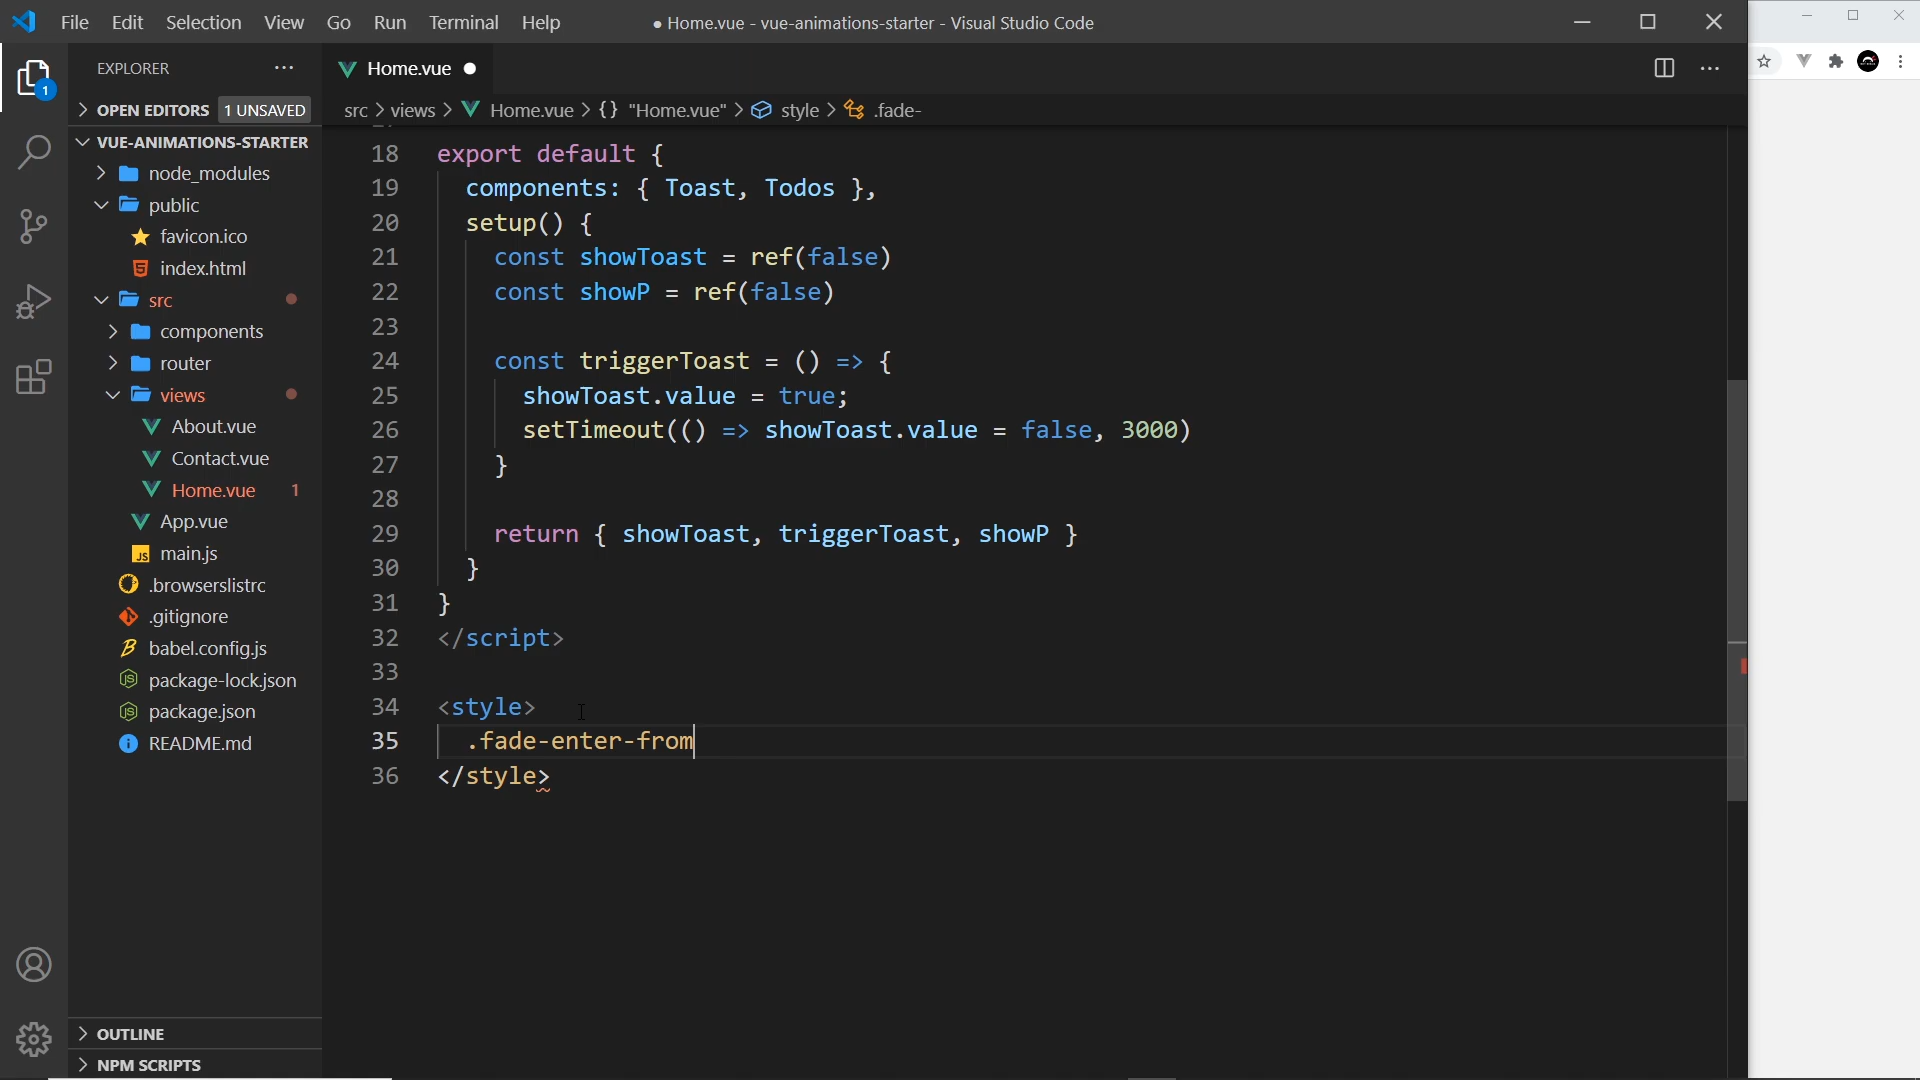 File Edit Selection View Go Run Terminal Help ● Home.vue - vue-animations-starter - Visual Studio Code
EXPLORER ...
Home.vue ●
1
OPEN EDITORS 1 UNSAVED
src > views > Home.vue > {} "Home.vue" > style > .fade-
VUE-ANIMATIONS-STARTER
node_modules
public
favicon.ico
index.html
src
components
router
views
About.vue
Contact.vue
Home.vue 1
App.vue
main.js
.browserslistrc
.gitignore
babel.config.js
package-lock.json
package.json
README.md
OUTLINE
NPM SCRIPTS
18 export default {
19 components: { Toast, Todos },
20 setup() {
21 const showToast = ref(false)
22 const showP = ref(false)
23
24 const triggerToast = () => {
25 showToast.value = true;
26 setTimeout(() => showToast.value = false, 3000)
27 }
28
29 return { showToast, triggerToast, showP }
30 }
31 }
32 </script>
33
34 <style>
35 .fade-enter-from
36 </style>